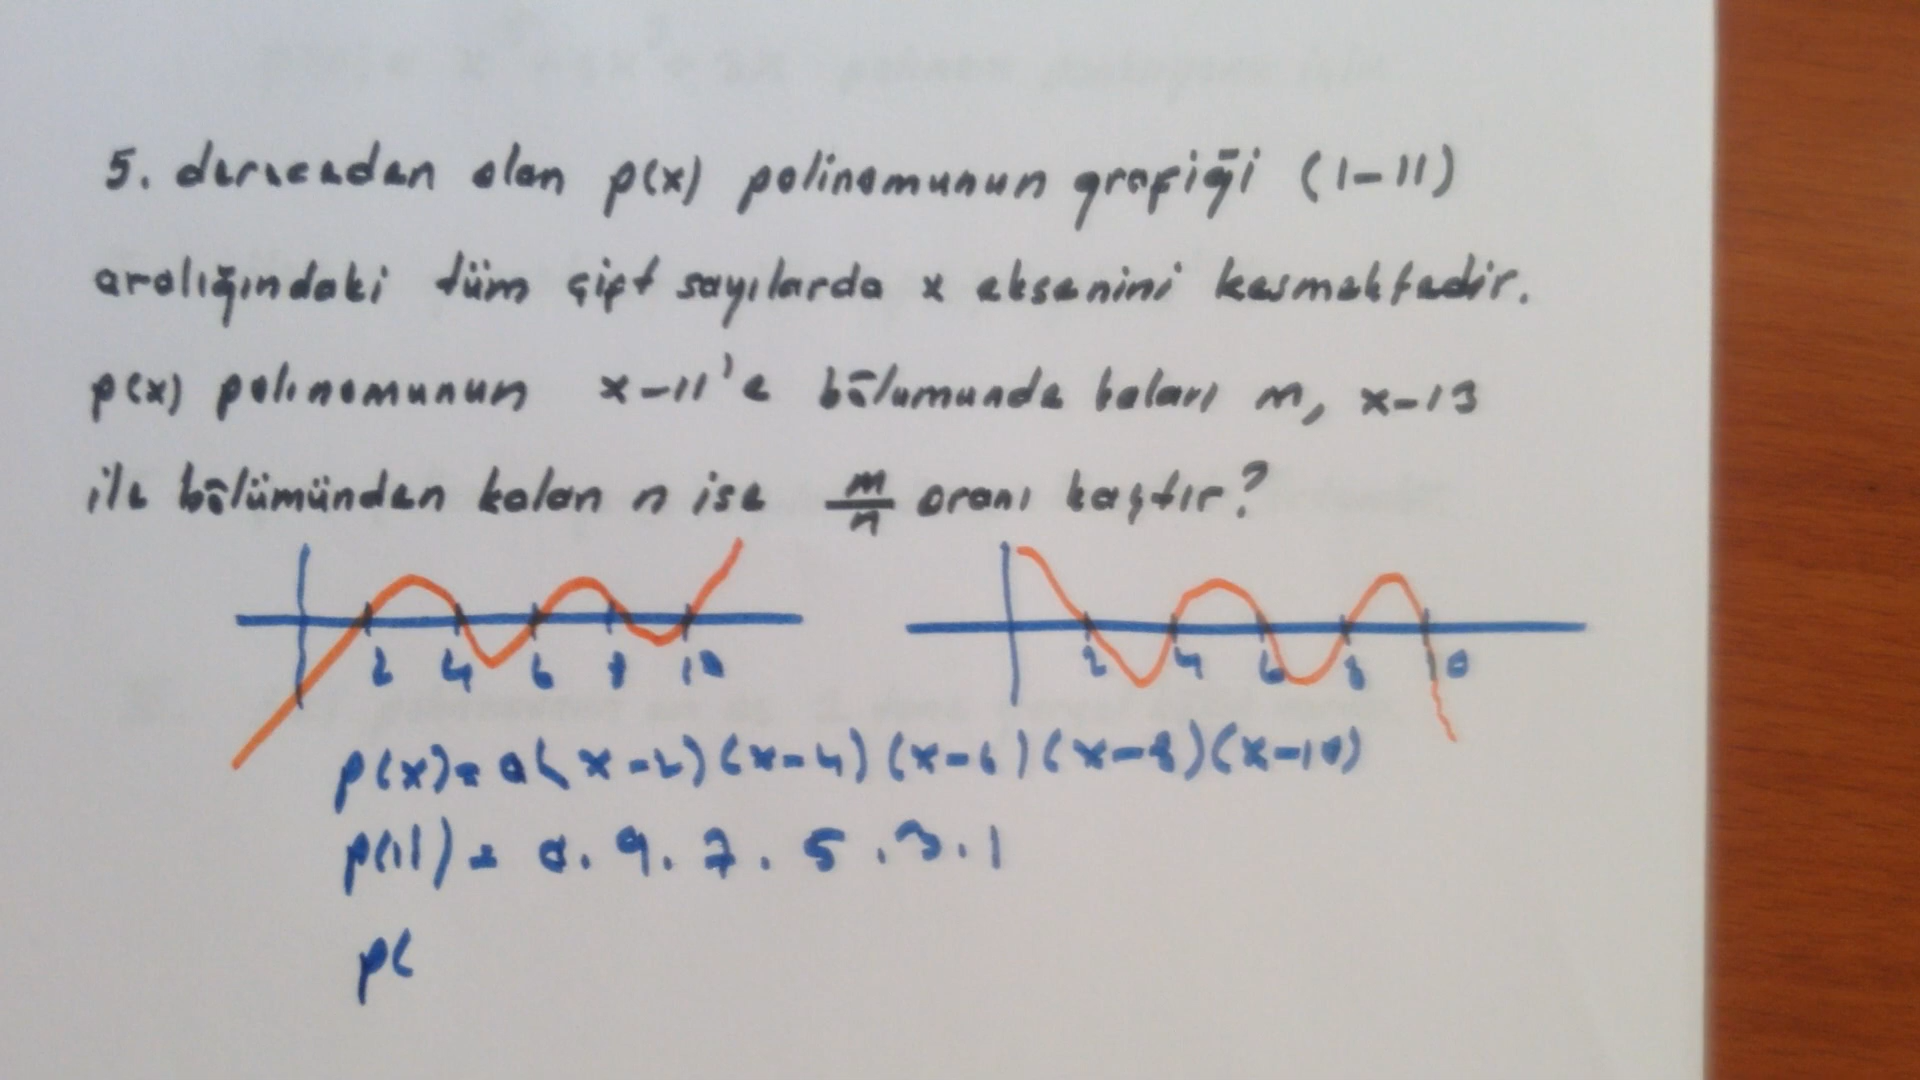 5. dereceden olan p(x) polinomunun grafiği (1-11)
aralığındaki tüm çift sayılarda x eksenini kesmektedir.
p(x) polinomunun x-11'e bölumunde kalanı m, x-13
ile bölümünden kalan n ise m/n oranı kaçtır?
2 4 6 8 10
2 4 6 8 10
p(x) = a(x-2)(x-4)(x-6)(x-8)(x-10)
p(11) = a.9.7.5.3.1
p(